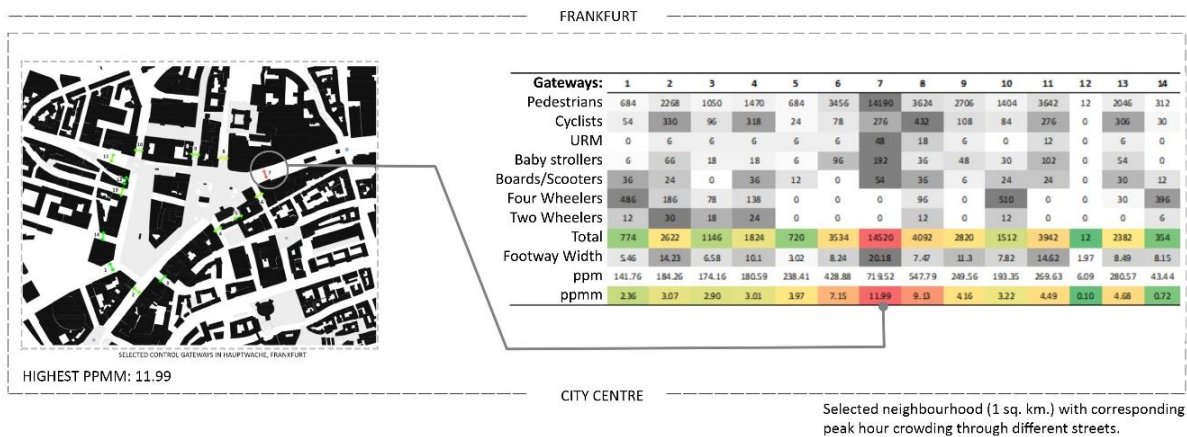 FRANKFURT
Gateways: 1 2 3 4 5 6 7 8 9 10 11 12 13 14
Pedestrians 684 2268 1050 1470 684 3456 14190 3624 2706 1404 3642 12 2046 312
Cyclists 54 330 96 318 24 78 276 432 108 84 276 0 306 30
URM 0 6 6 6 6 6 48 18 6 0 12 0 6 0
Baby strollers 6 66 18 18 6 96 192 36 48 30 102 0 54 0
Boards/Scooters 36 24 0 36 12 0 54 36 6 24 24 0 30 12
Four Wheelers 486 186 78 138 0 0 0 96 0 510 0 0 30 396
Two Wheelers 12 30 18 24 0 0 0 12 0 12 0 0 0 6
Total 774 2622 1146 1824 720 3534 14520 4092 2820 1512 3942 12 2382 354
Footway Width 5.46 14.23 6.58 10.1 3.02 8.24 20.18 7.47 11.3 7.82 14.62 1.97 8.49 8.15
ppm 141.76 184.26 174.16 180.59 238.41 428.88 719.52 547.79 249.56 193.35 269.63 6.09 280.57 43.44
ppmm 2.36 3.07 2.90 3.01 3.97 7.15 11.99 9.13 4.16 3.22 4.49 0.10 4.68 0.72
SELECTED CONTROL GATEWAYS IN HAUPTWACHE, FRANKFURT
HIGHEST PPMM: 11.99
CITY CENTRE
Selected neighbourhood (1 sq. km.) with corresponding
peak hour crowding through different streets.